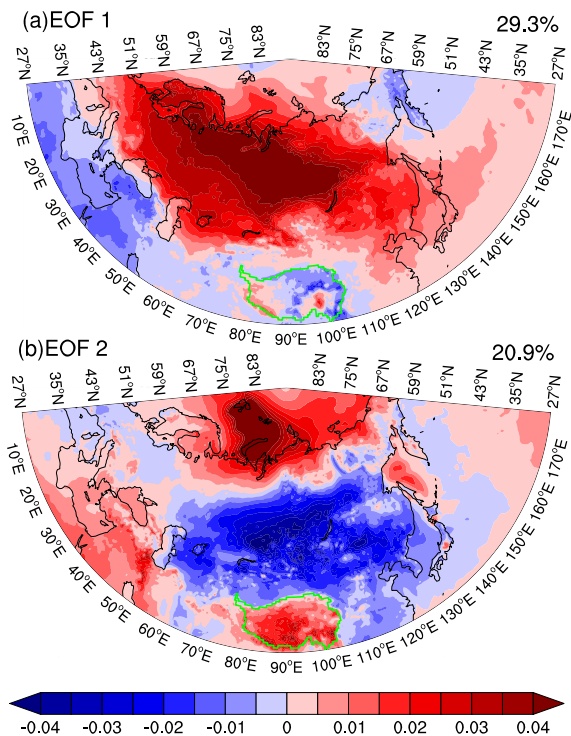 (a)EOF 1 29.3%
27°N 35°N 43°N 51°N 67°N 75°N 83°N 83°N 75°N 67°N 59°N 51°N 43°N 35°N 27°N
10°E 20°E 30°E 40°E 50°E 60°E 70°E 80°E 90°E 100°E 110°E 120°E 130°E 140°E 150°E 160°E 170°E
(b)EOF 2 20.9%
27°N 35°N 43°N 51°N 67°N 75°N 83°N 83°N 75°N 67°N 59°N 51°N 43°N 35°N 27°N
10°E 20°E 30°E 40°E 50°E 60°E 70°E 80°E 90°E 100°E 110°E 120°E 130°E 140°E 150°E 160°E 170°E
-0.04 -0.03 -0.02 -0.01 0 0.01 0.02 0.03 0.04